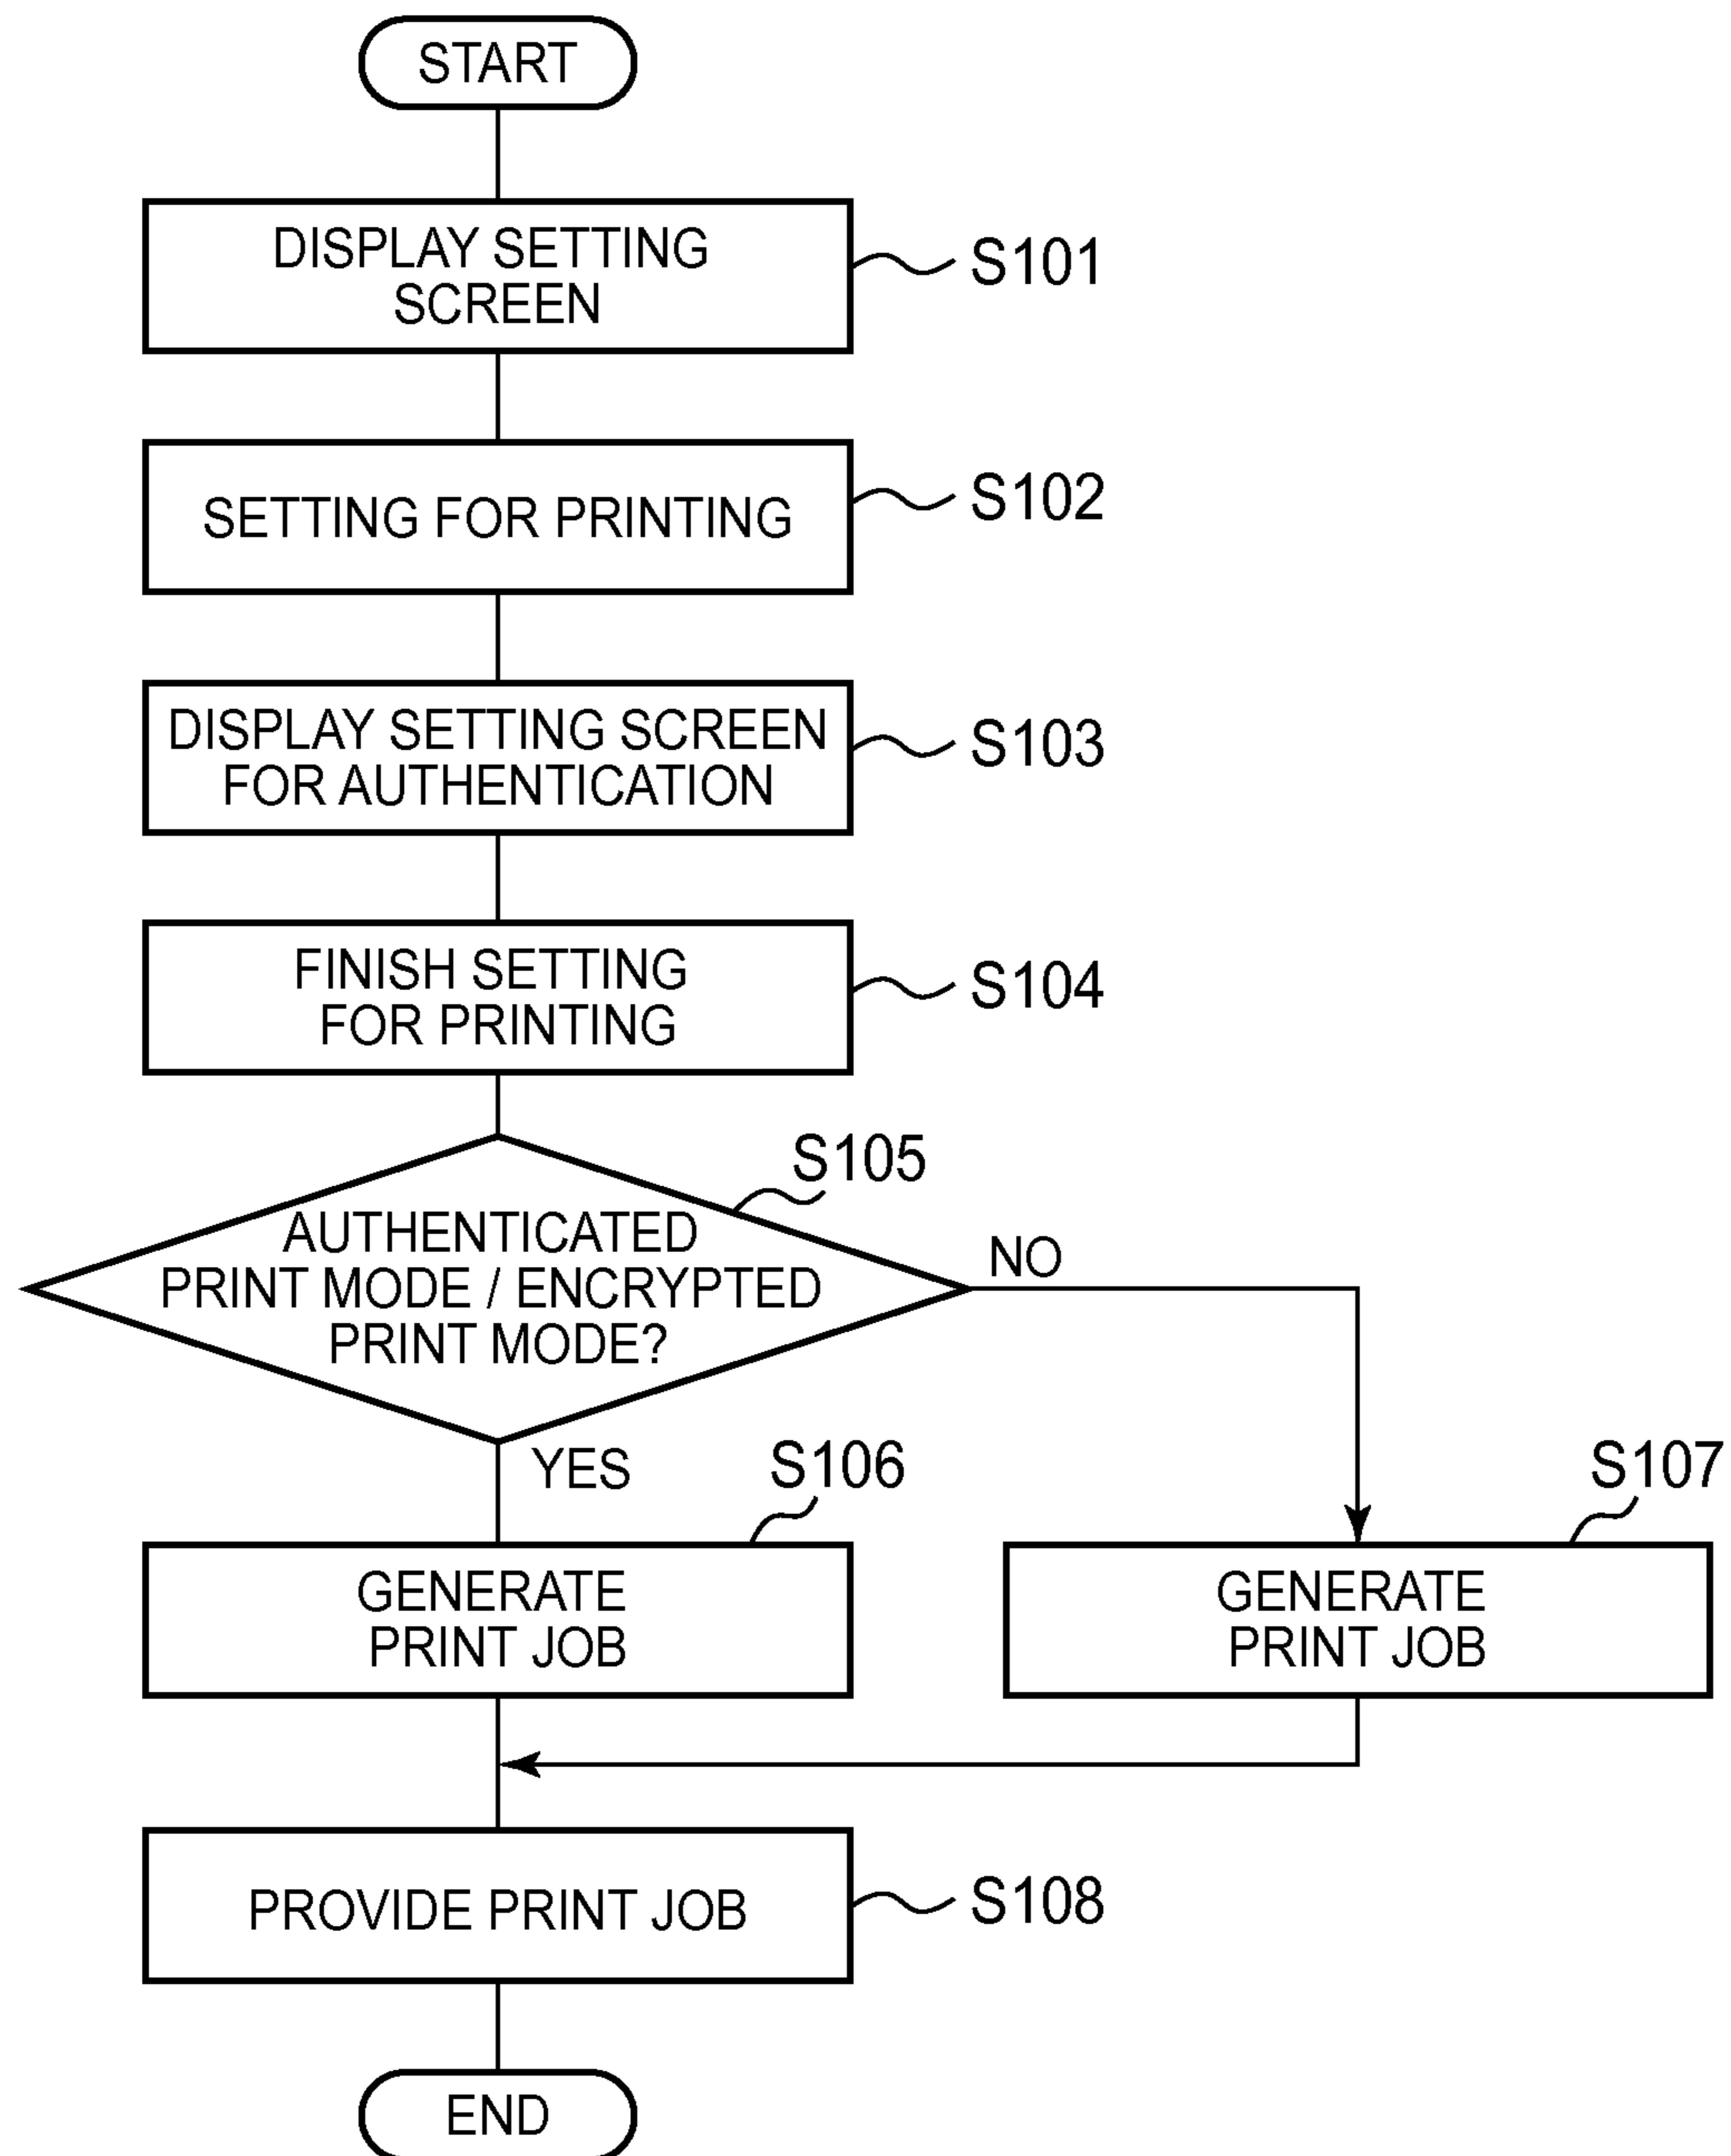 START
DISPLAY SETTING
SCREEN
S101
SETTING FOR PRINTING
S102
DISPLAY SETTING SCREEN
FOR AUTHENTICATION
S103
FINISH SETTING
FOR PRINTING
S104
S105
AUTHENTICATED
PRINT MODE / ENCRYPTED
PRINT MODE?
NO
YES
S106
GENERATE
PRINT JOB
S107
GENERATE
PRINT JOB
PROVIDE PRINT JOB
S108
END